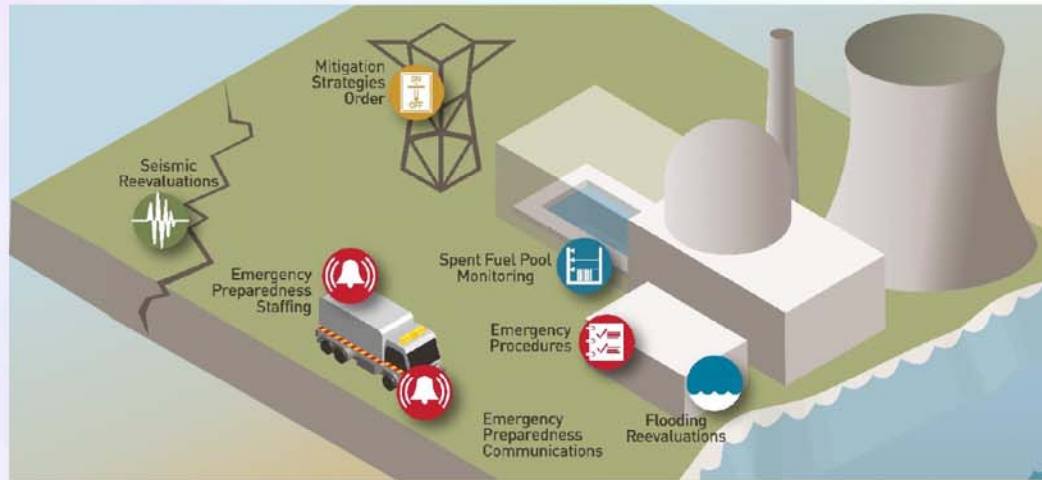 Mitigation
Strategies
Order
ON
OFF
Seismic
Reevaluations
Emergency
Preparedness
Staffing
Spent Fuel Pool
Monitoring
Emergency
Procedures
Emergency
Preparedness
Communications
Flooding
Reevaluations